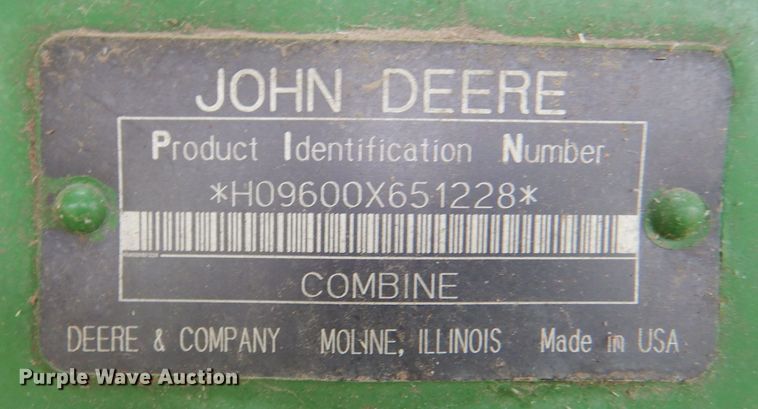 JOHN DEERE
Product Identification Number
*H09600X651228*
COMBINE
DEERE & COMPANY MOLINE, ILLINOIS Made in USA
Purple Wave Auction